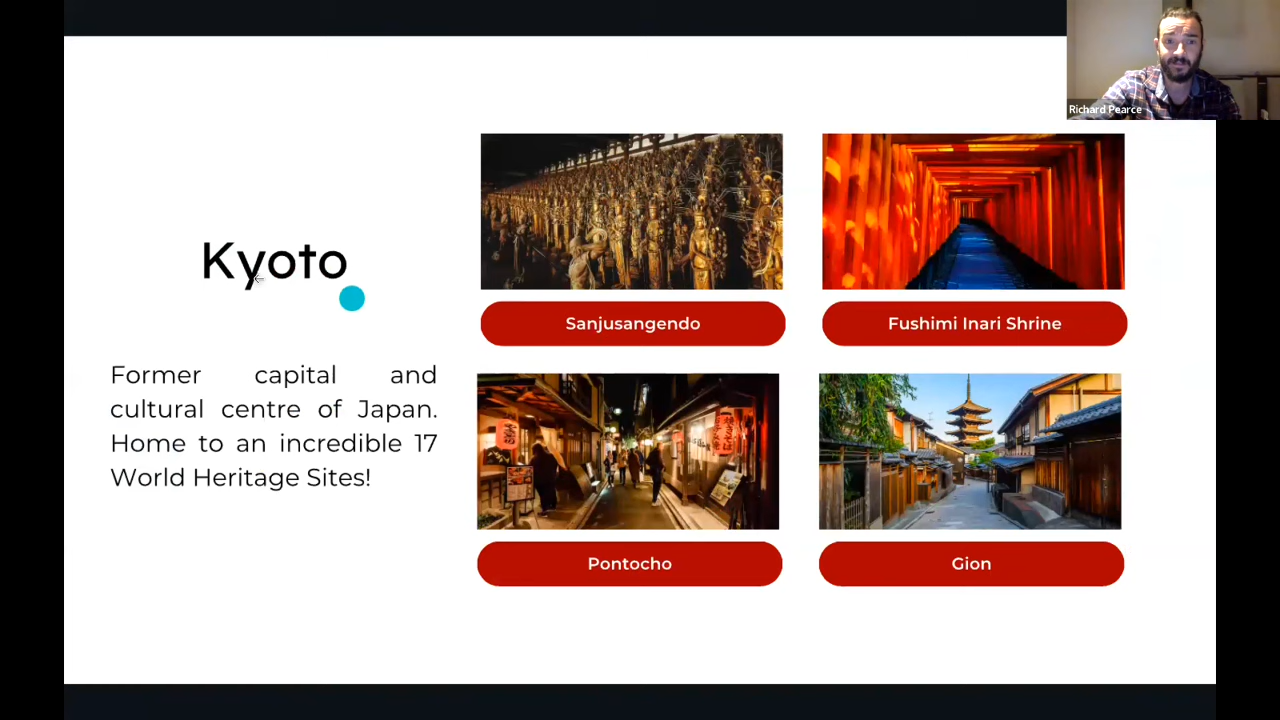 Richard Pearce
Kyoto
Former capital and
cultural centre of Japan.
Home to an incredible 17
World Heritage Sites!
Sanjusangendo
Fushimi Inari Shrine
Pontocho
Gion